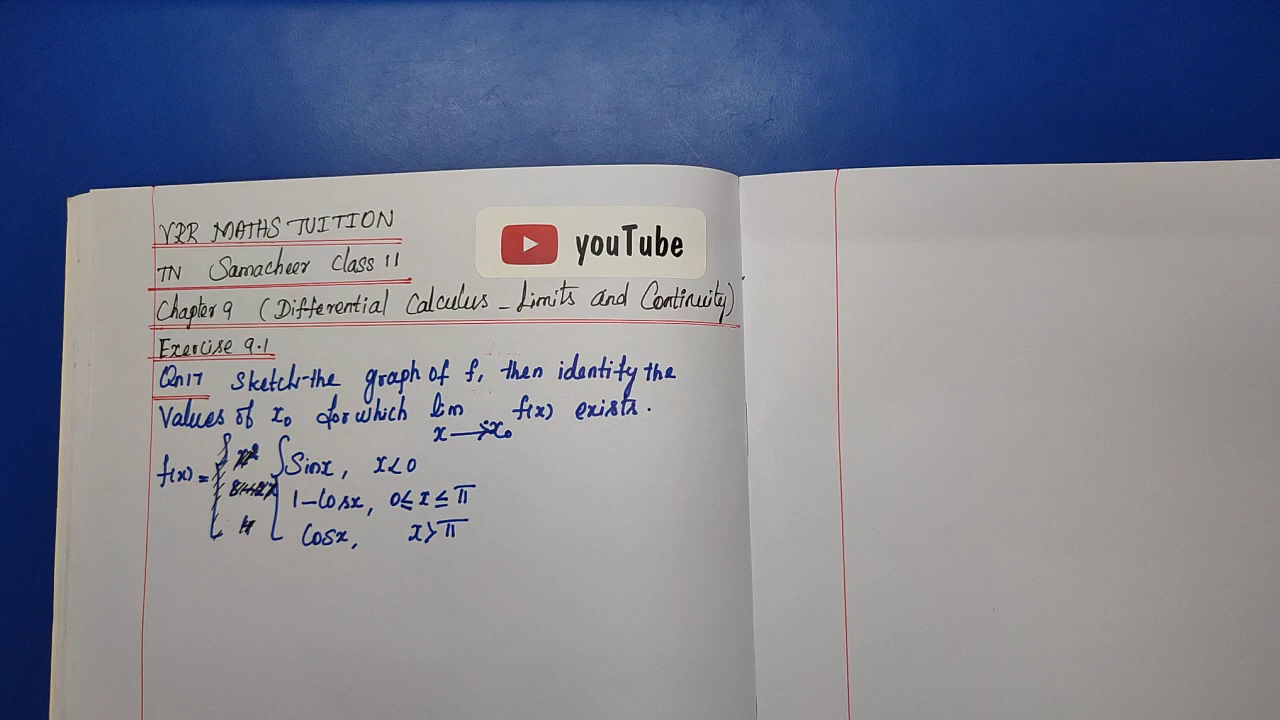 VRR MATHS TUITION
youTube
TN Samacheer Class 11
Chapter 9 (Differential Calculus - Limits and Continuity)
Exercise 9.1
Qn17 Sketch the graph of f, then identify the
Values of x₀ for which lim f(x) exists.
x→x₀
f(x) = { Sinx, x<0
1-Cosx, 0≤x≤π
Cosx, x>π